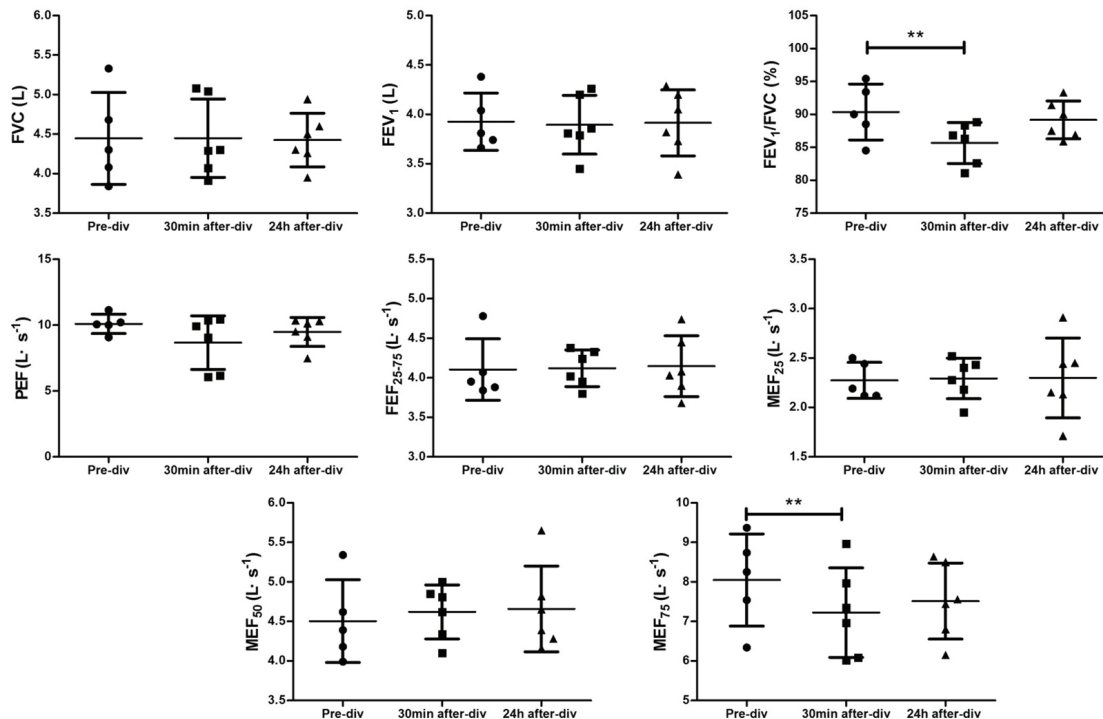 FVC (L)
6.0
5.5
5.0
4.5
4.0
3.5
Pre-div 30min after-div 24h after-div
FEV1 (L)
5.0
4.5
4.0
3.5
3.0
Pre-div 30min after-div 24h after-div
FEV1/FVC (%)
105
100
95
90
85
80
75
**
Pre-div 30min after-div 24h after-div
PEF (L· s-1)
15
10
5
0
Pre-div 30min after-div 24h after-div
FEF25-75 (L· s-1)
5.0
4.5
4.0
3.5
3.0
Pre-div 30min after-div 24h after-div
MEF25 (L· s-1)
3.5
3.0
2.5
2.0
1.5
Pre-div 30min after-div 24h after-div
MEF50 (L· s-1)
6.0
5.5
5.0
4.5
4.0
3.5
Pre-div 30min after-div 24h after-div
MEF75 (L· s-1)
10
9
8
7
6
5
**
Pre-div 30min after-div 24h after-div